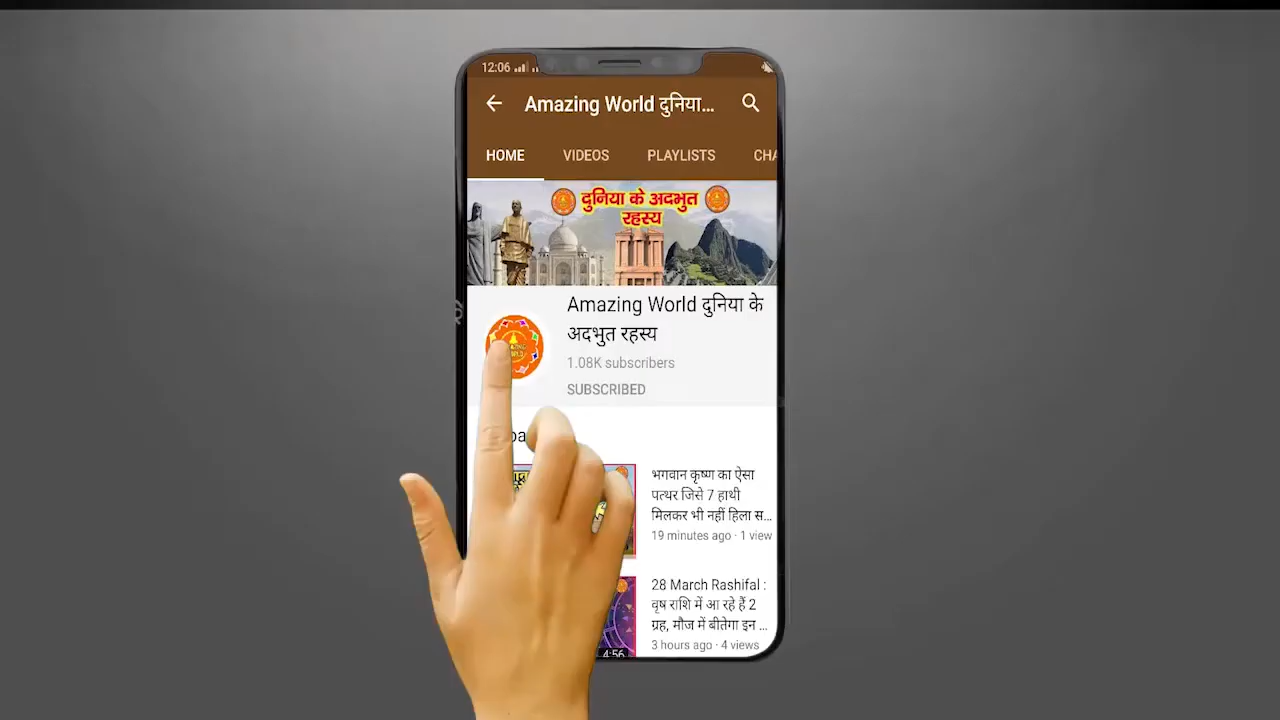 12:06
Amazing World दुनिया...
HOME VIDEOS PLAYLISTS CHA
दुनिया के अदभुत
रहस्य
Amazing World दुनिया के
अदभुत रहस्य
1.08K subscribers
SUBSCRIBED
भगवान कृष्ण का ऐसा
पत्थर जिसे 7 हाथी
मिलकर भी नहीं हिला स...
19 minutes ago · 1 view
28 March Rashifal :
वृष राशि में आ रहे हैं 2
ग्रह, मौज में बीतेगा इन ...
3 hours ago · 4 views
4:56